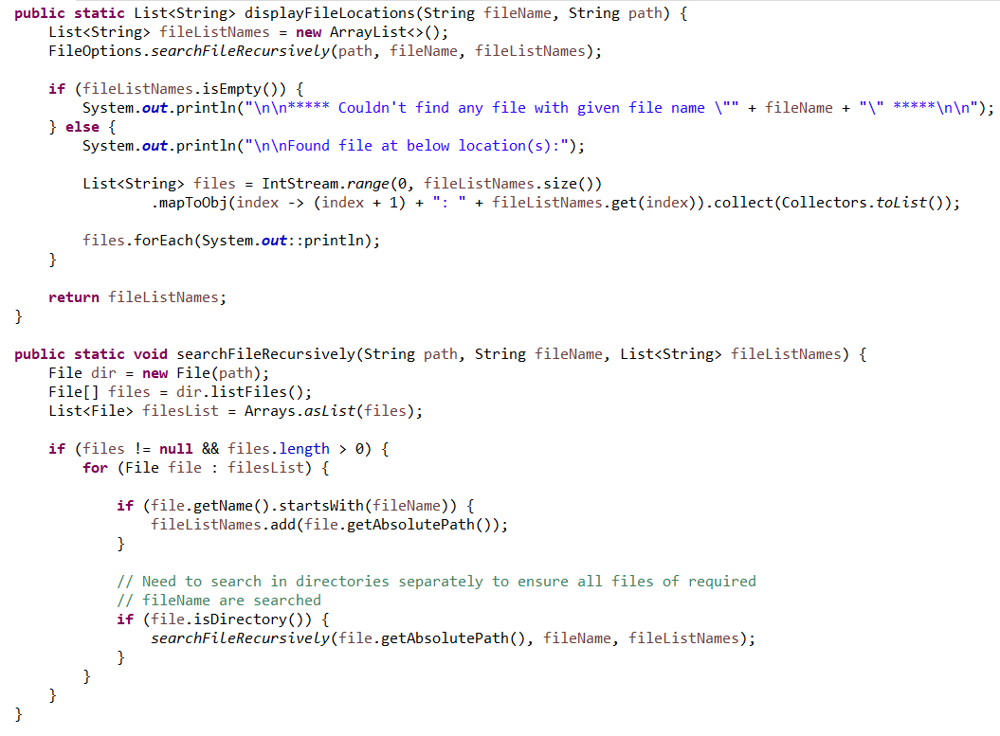 public static List<String> displayFileLocations(String fileName, String path) {
    List<String> fileListNames = new ArrayList<>();
    FileOptions.searchFileRecursively(path, fileName, fileListNames);

    if (fileListNames.isEmpty()) {
        System.out.println("\n\n***** Couldn't find any file with given file name \"" + fileName + "\" *****\n\n");
    } else {
        System.out.println("\n\nFound file at below location(s):");

        List<String> files = IntStream.range(0, fileListNames.size())
                .mapToObj(index -> (index + 1) + ": " + fileListNames.get(index)).collect(Collectors.toList());

        files.forEach(System.out::println);
    }

    return fileListNames;
}

public static void searchFileRecursively(String path, String fileName, List<String> fileListNames) {
    File dir = new File(path);
    File[] files = dir.listFiles();
    List<File> filesList = Arrays.asList(files);

    if (files != null && files.length > 0) {
        for (File file : filesList) {

            if (file.getName().startsWith(fileName)) {
                fileListNames.add(file.getAbsolutePath());
            }

            // Need to search in directories separately to ensure all files of required
            // fileName are searched
            if (file.isDirectory()) {
                searchFileRecursively(file.getAbsolutePath(), fileName, fileListNames);
            }
        }
    }
}